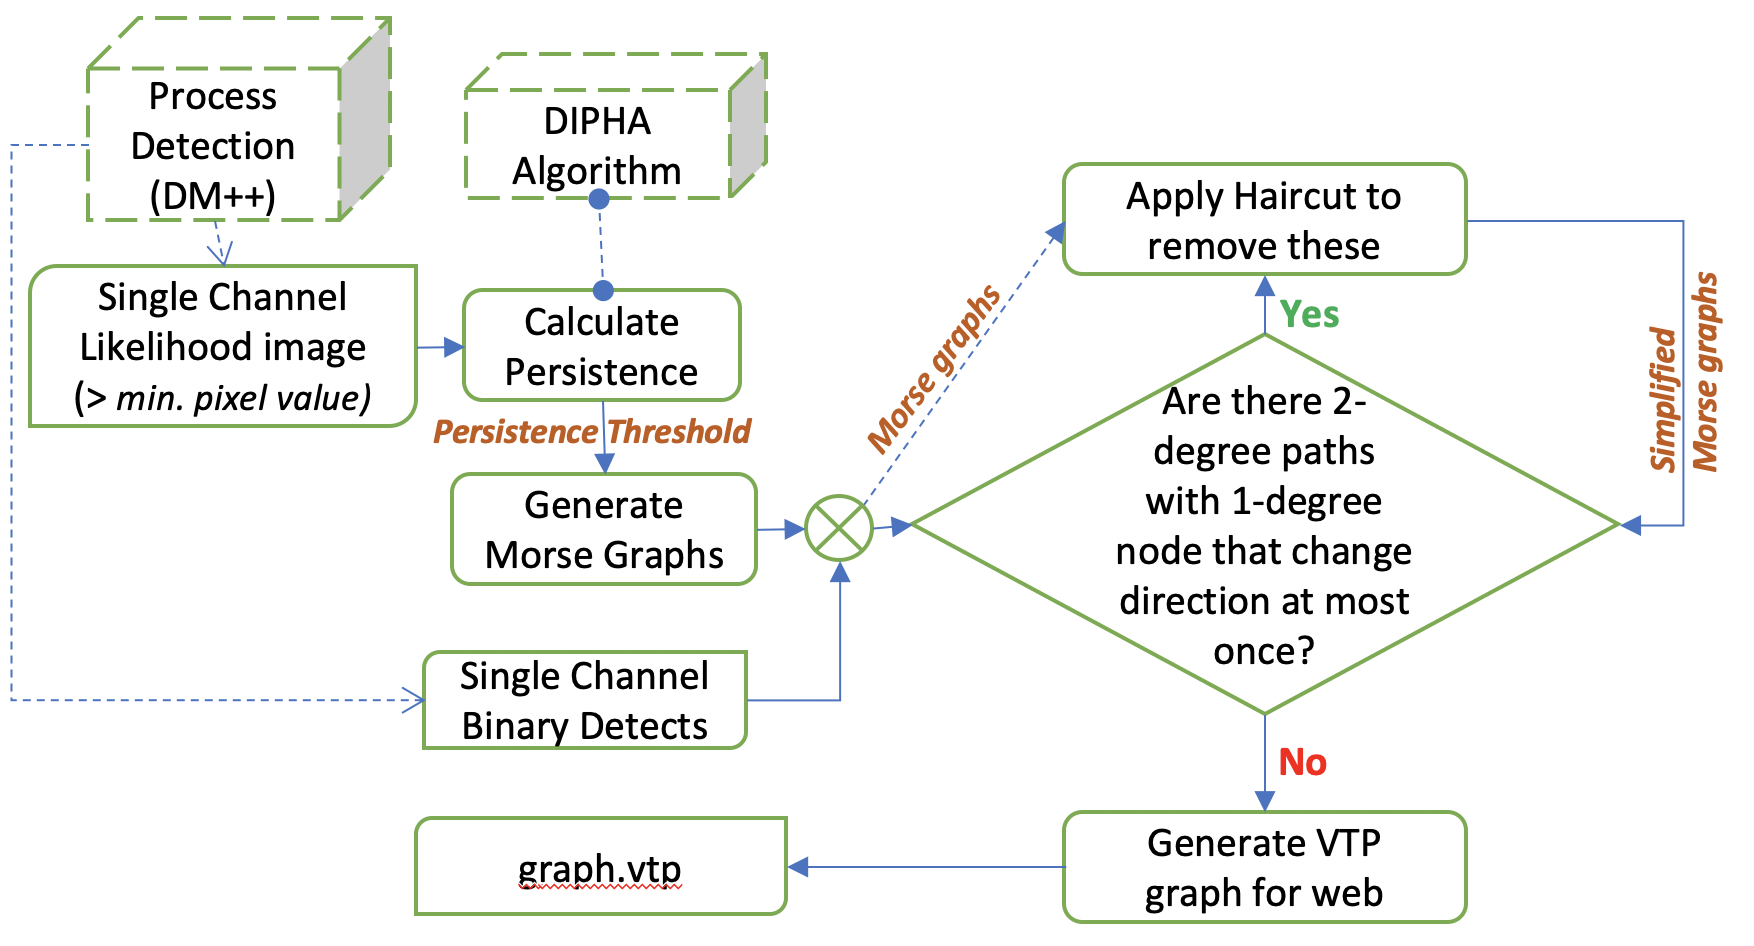 Process
Detection
(DM++)
DIPHA
Algorithm
Single Channel
Likelihood image
(> min. pixel value)
Calculate
Persistence
Persistence Threshold
Generate
Morse Graphs
Morse graphs
Apply Haircut to
remove these
Yes
Simplified
Morse graphs
Are there 2-
degree paths
with 1-degree
node that change
direction at most
once?
Single Channel
Binary Detects
No
Generate VTP
graph for web
graph.vtp